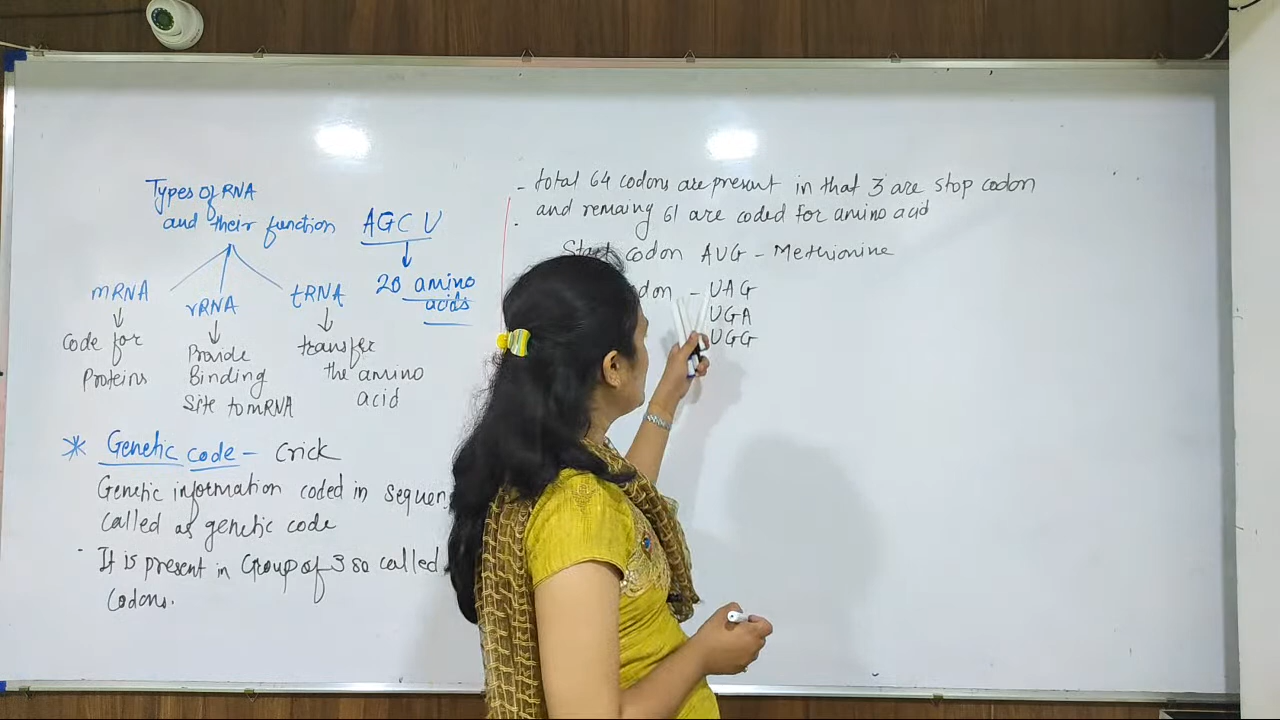 Types of RNA
and their function
mRNA
rRNA
tRNA
Code for
Proteins
Provide
Binding
Site to mRNA
transfer
the amino
acid
AGC U
20 amino
acids
* Genetic code - Crick
Genetic information coded in sequen
called as genetic code
- It is present in Group of 3 so called
Codons.
- total 64 codons are present in that 3 are stop codon
and remaing 61 are coded for amino acid
Start codon AUG - Methionine
odon - UAG
UGA
UGG